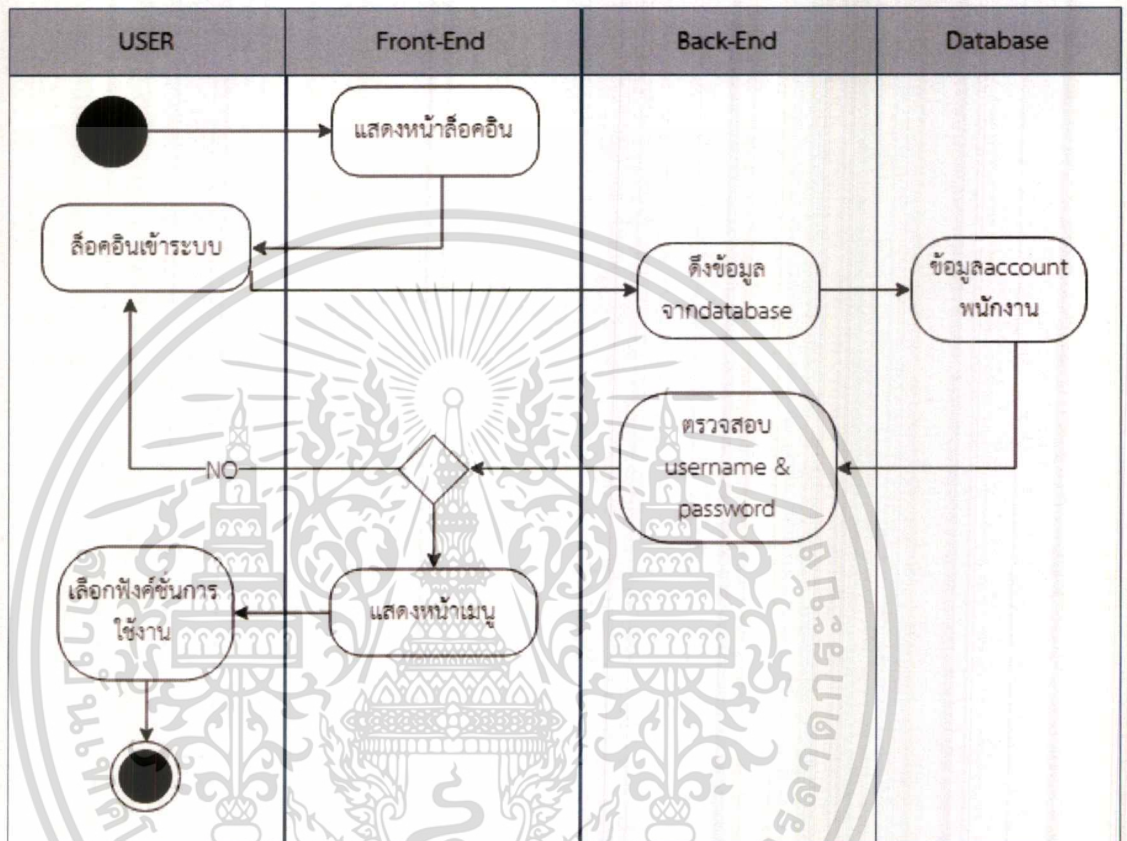 USER
Front-End
Back-End
Database
แสดงหน้าล็อคอิน
ล็อคอินเข้าระบบ
ดึงข้อมูล
จากdatabase
ข้อมูลaccount
พนักงาน
ตรวจสอบ
username &
password
NO
แสดงหน้าเมนู
เลือกฟังค์ชันการ
ใช้งาน